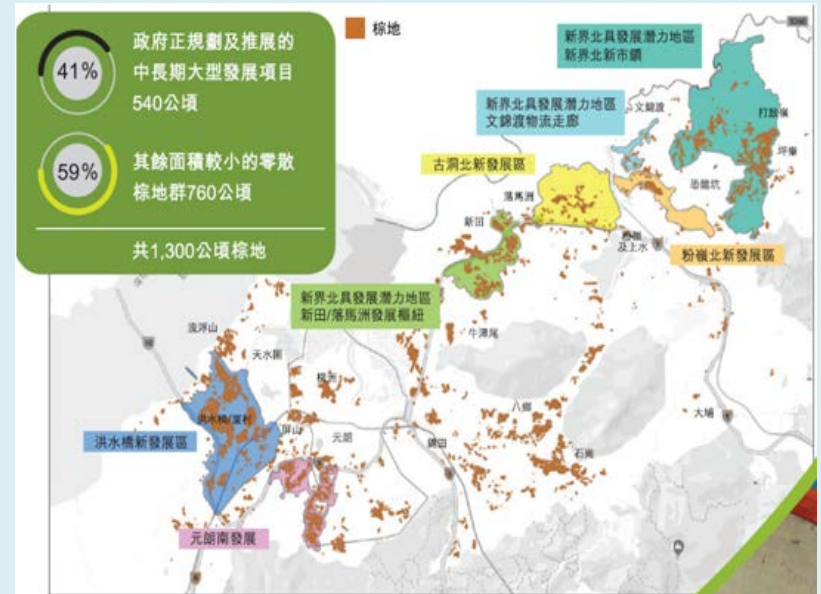 41%
政府正規劃及推展的
中長期大型發展項目
540公頃
59%
其餘面積較小的零散
棕地群760公頃
共1,300公頃棕地
棕地
新界北具發展潛力地區
新界北新市鎮
新界北具發展潛力地區
文錦渡物流走廊
文錦渡
打鼓嶺
坪輋
恐龍坑
古洞北新發展區
落馬洲
新田
粉嶺
及上水
粉嶺北新發展區
新界北具發展潛力地區
新田/落馬洲發展樞紐
牛潭尾
流浮山
天水圍
洪水橋/厦村
屏山
元朗
錦田
八鄉
石崗
大埔
洪水橋新發展區
元朗南發展